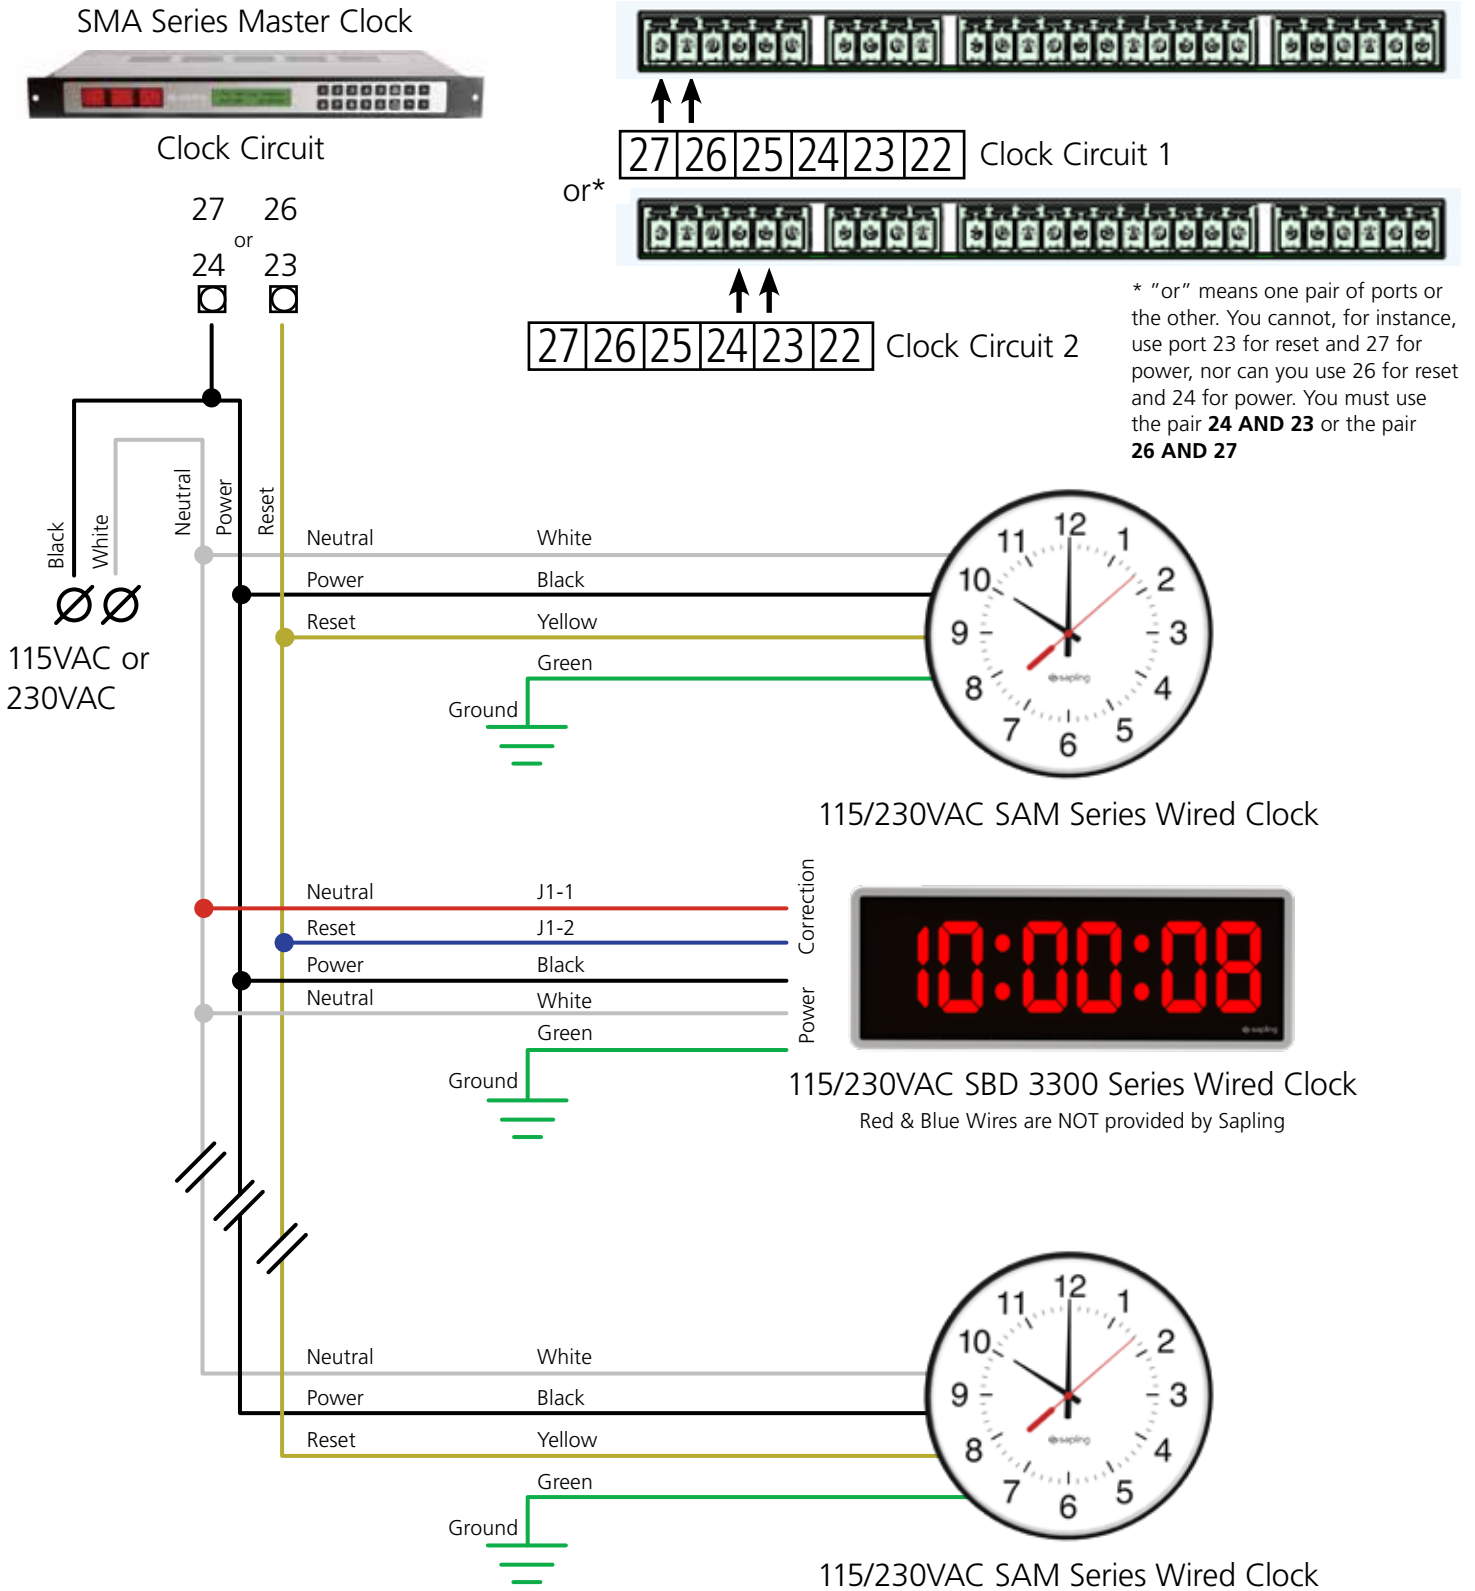 SMA Series Master Clock
Clock Circuit
27 26
or
24 23
27 26 25 24 23 22 Clock Circuit 1
or*
27 26 25 24 23 22 Clock Circuit 2
* "or" means one pair of ports or
the other. You cannot, for instance,
use port 23 for reset and 27 for
power, nor can you use 26 for reset
and 24 for power. You must use
the pair 24 AND 23 or the pair
26 AND 27
Black
White
Neutral
Power
Reset
115VAC or
230VAC
Neutral White
Power Black
Reset Yellow
Green
Ground
12
1
2
3
4
5
6
7
8
9
10
11
sapling
115/230VAC SAM Series Wired Clock
Neutral J1-1
Reset J1-2
Power Black
Neutral White
Green
Ground
Correction
Power
10:00:08
sapling
115/230VAC SBD 3300 Series Wired Clock
Red & Blue Wires are NOT provided by Sapling
Neutral White
Power Black
Reset Yellow
Green
Ground
12
1
2
3
4
5
6
7
8
9
10
11
sapling
115/230VAC SAM Series Wired Clock